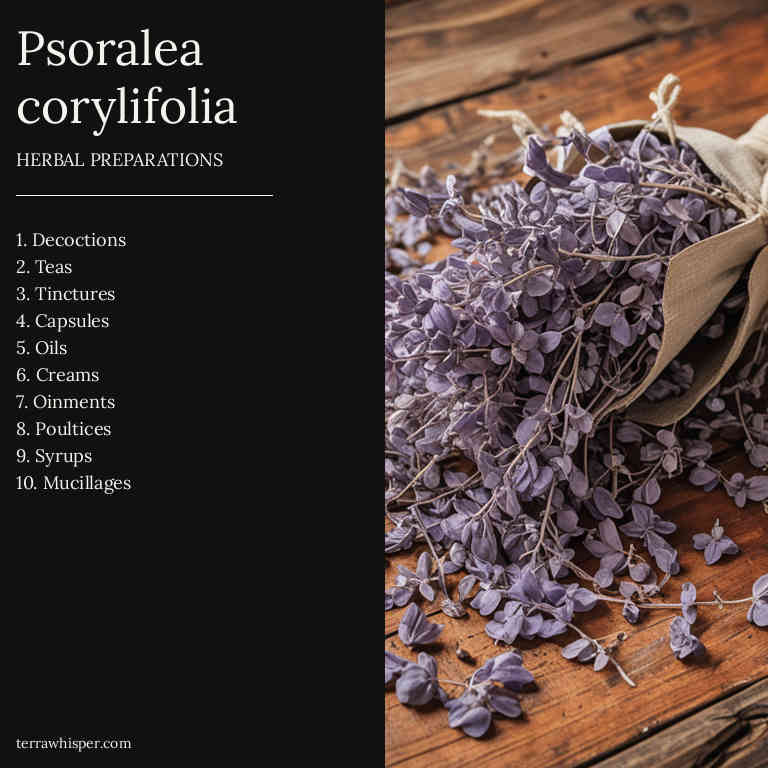 Psoralea
corylifolia
HERBAL PREPARATIONS
1. Decoctions
2. Teas
3. Tinctures
4. Capsules
5. Oils
6. Creams
7. Oinments
8. Poultices
9. Syrups
10. Mucillages
terrawhisper.com